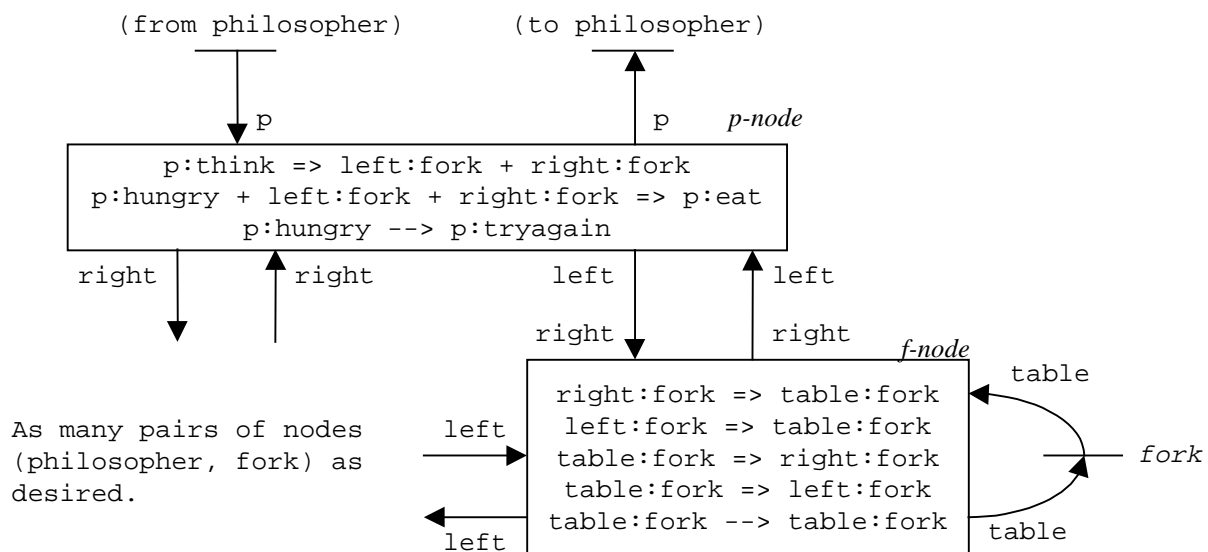 (from philosopher) (to philosopher)
p p p-node
p:think => left:fork + right:fork
p:hungry + left:fork + right:fork => p:eat
p:hungry --> p:tryagain
right right left left
right right
f-node
table
right:fork => table:fork
left:fork => table:fork
table:fork => right:fork
table:fork => left:fork
table:fork --> table:fork
As many pairs of nodes
(philosopher, fork) as
desired.
left
fork
left
table